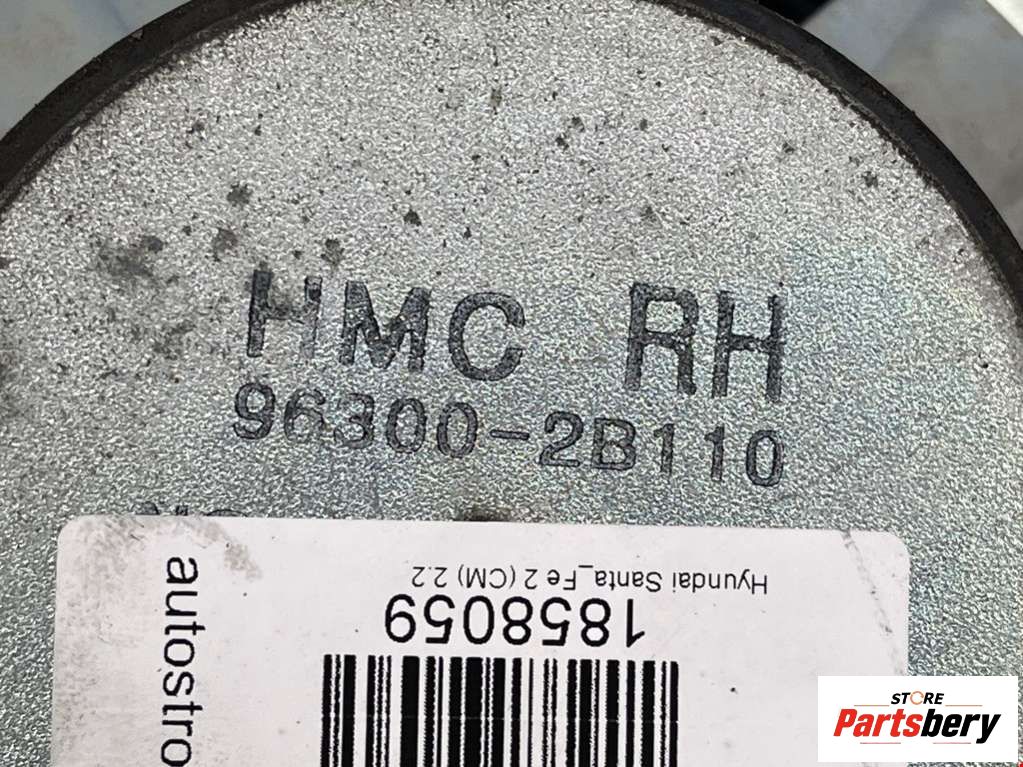 HMC RH
96300-2B110
Hyundai Santa_Fe 2 (CM) 2.2
1858059
autostro
STORE
Partsbery